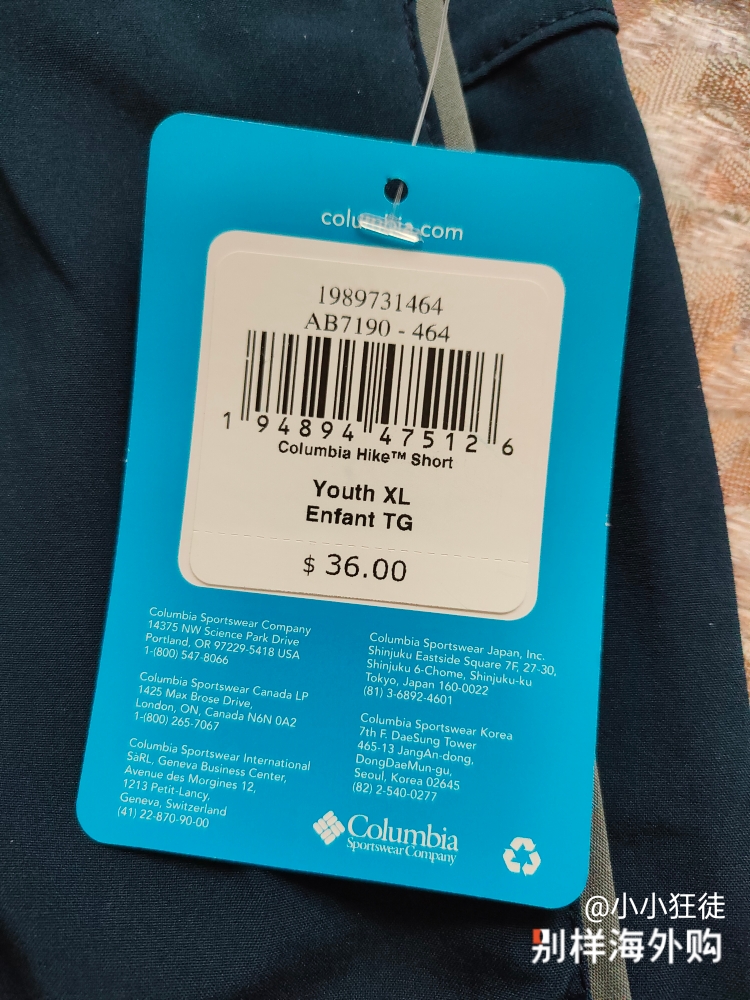 columbia.com
1989731464
AB7190 - 464
1 94894 47512 6
Columbia Hike™ Short
Youth XL
Enfant TG
$ 36.00
Columbia Sportswear Company
14375 NW Science Park Drive
Portland, OR 97229-5418 USA
1-(800) 547-8066
Columbia Sportswear Canada LP
1425 Max Brose Drive,
London, ON, Canada N6N 0A2
1-(800) 265-7067
Columbia Sportswear International
SàRL, Geneva Business Center,
Avenue des Morgines 12,
1213 Petit-Lancy,
Geneva, Switzerland
(41) 22-870-90-00
Columbia Sportswear Japan, Inc.
Shinjuku Eastside Square 7F, 27-30,
Shinjuku 6-Chome, Shinjuku-ku
Tokyo, Japan 160-0022
(81) 3-6892-4601
Columbia Sportswear Korea
7th F. DaeSung Tower
465-13 JangAn-dong,
DongDaeMun-gu,
Seoul, Korea 02645
(82) 2-540-0277
Columbia
Sportswear Company
@小小狂徒
别样海外购